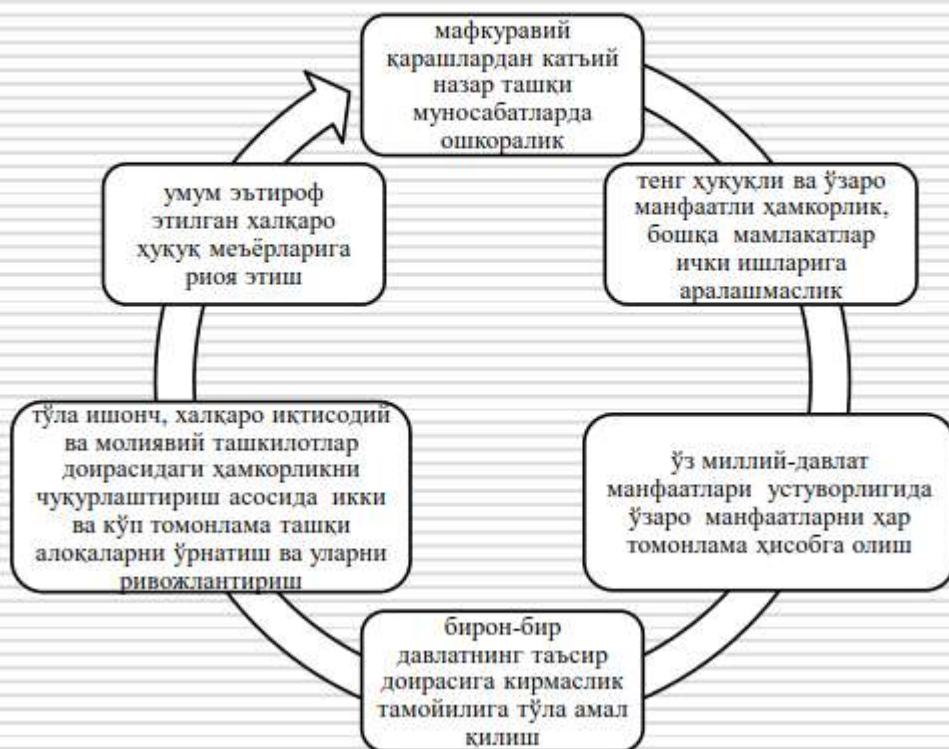 мафкуравий
қарашлардан катъий
назар ташқи
муносабатларда
ошкоралик
тенг ҳуқуқли ва ўзаро
манфаатли ҳамкорлик,
бошқа мамлакатлар
ички ишларига
аралашмаслик
ўз миллий-давлат
манфаатлари устуворлигида
ўзаро манфаатларни ҳар
томонлама ҳисобга олиш
бирон-бир
давлатнинг таъсир
доирасига кирмаслик
тамойилига тўла амал
қилиш
тўла ишонч, халқаро иқтисодий
ва молиявий ташкилотлар
доирасидаги ҳамкорликни
чуқурлаштириш асосида икки
ва кўп томонлама ташқи
алоқаларни ўрнатиш ва уларни
ривожлантириш
умум эътироф
этилган халқаро
ҳуқуқ меъёрларига
риоя этиш